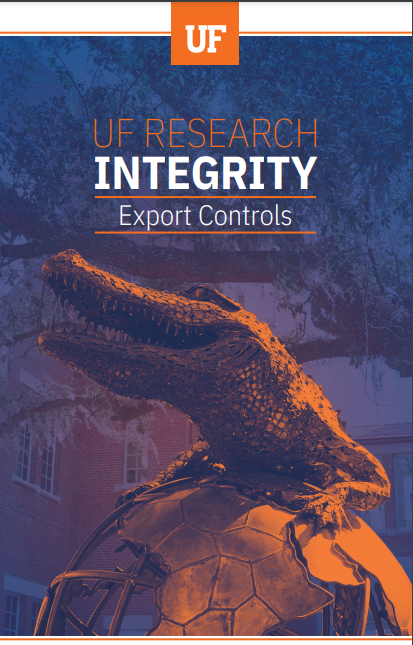 UF
UF RESEARCH
INTEGRITY
Export Controls